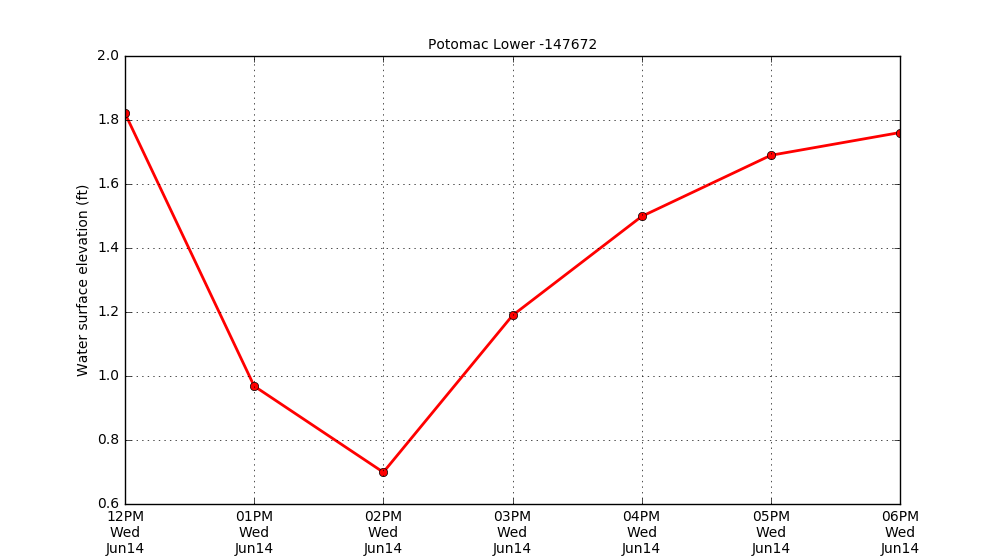 Potomac Lower -147672
Water surface elevation (ft)
2.0
1.8
1.6
1.4
1.2
1.0
0.8
0.6
12PM 01PM 02PM 03PM 04PM 05PM 06PM
Wed Wed Wed Wed Wed Wed Wed
Jun14 Jun14 Jun14 Jun14 Jun14 Jun14 Jun14